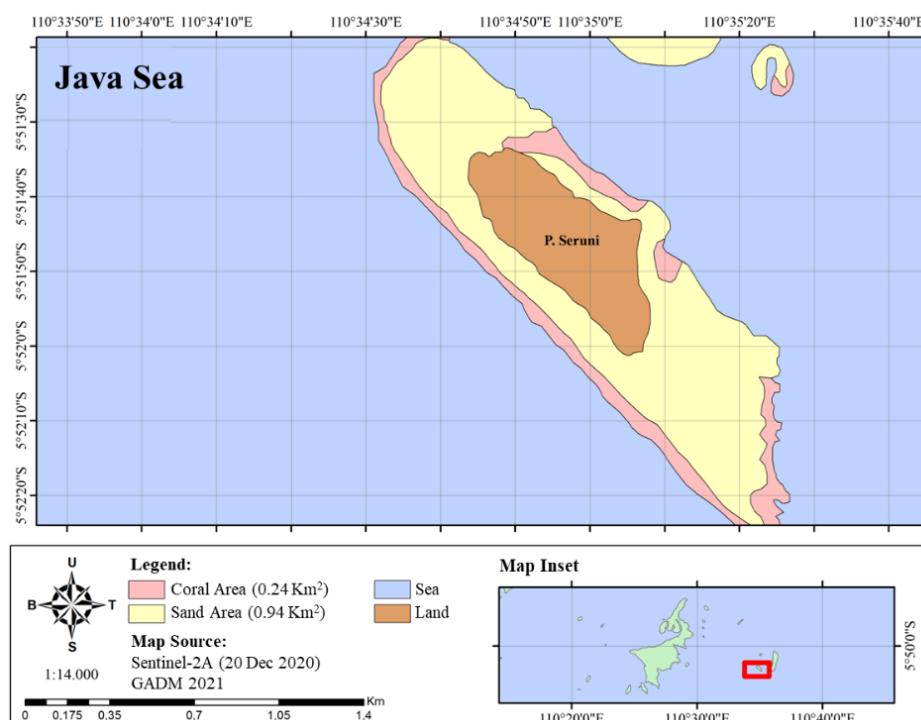 110°33'50"E 110°34'0"E 110°34'10"E 110°34'30"E 110°34'50"E 110°35'0"E 110°35'20"E 110°35'40"E
Java Sea
5°51'30"S
5°51'40"S
P. Seruni
5°51'50"S
5°52'0"S
5°52'10"S
5°52'20"S
U
B T
S
1:14.000
Legend:
Coral Area (0.24 Km²)
Sand Area (0.94 Km²)
Sea
Land
Map Source:
Sentinel-2A (20 Dec 2020)
GADM 2021
0 0.175 0.35 0.7 1.05 1.4 Km
Map Inset
5°50'0"S
110°20'0"E 110°30'0"E 110°40'0"E